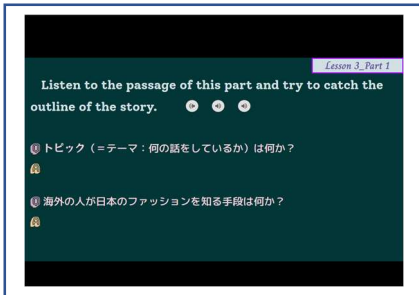 Lesson 3_Part 1
Listen to the passage of this part and try to catch the
outline of the story.
トピック（＝テーマ：何の話をしているか）は何か？
海外の人が日本のファッションを知る手段は何か？